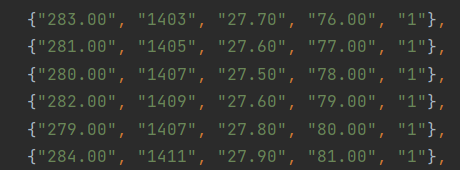 {"283.00", "1403", "27.70", "76.00", "1"},
{"281.00", "1405", "27.60", "77.00", "1"},
{"280.00", "1407", "27.50", "78.00", "1"},
{"282.00", "1409", "27.60", "79.00", "1"},
{"279.00", "1407", "27.80", "80.00", "1"},
{"284.00", "1411", "27.90", "81.00", "1"},